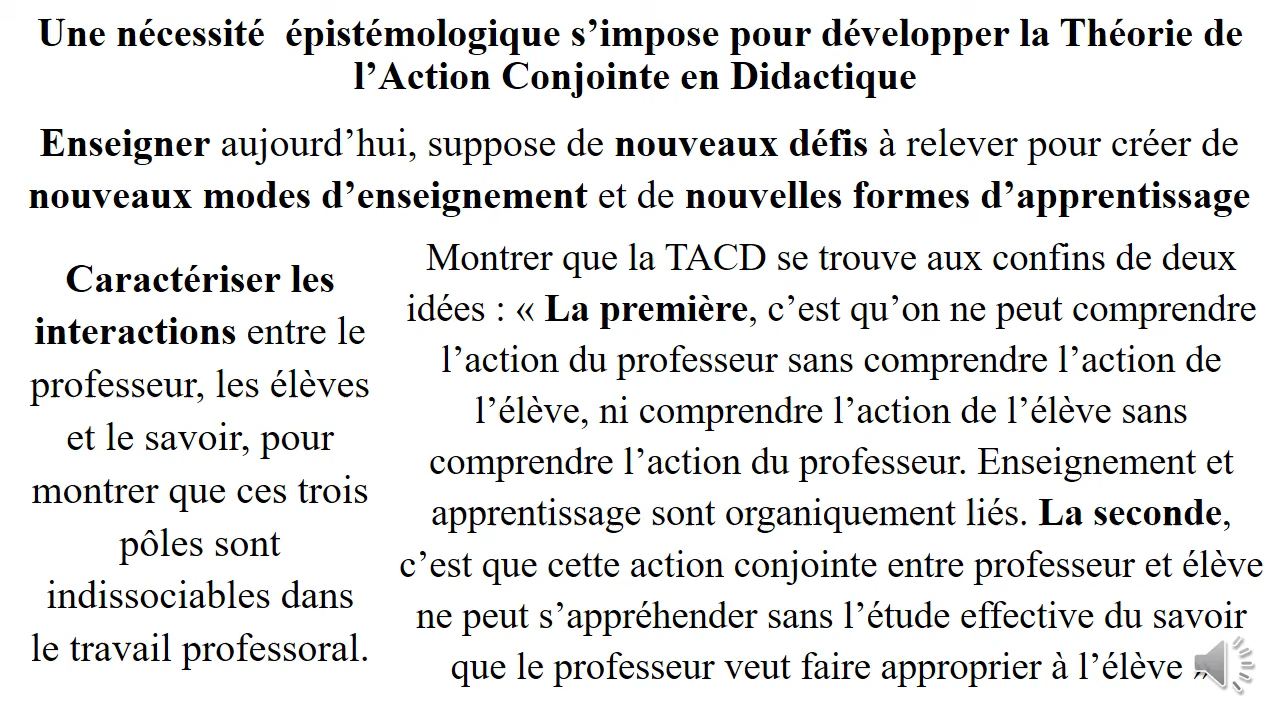 Une nécessité  épistémologique s’impose pour développer la Théorie de
l’Action Conjointe en Didactique
Enseigner aujourd’hui, suppose de nouveaux défis à relever pour créer de
nouveaux modes d’enseignement et de nouvelles formes d’apprentissage
Caractériser les
interactions entre le
professeur, les élèves
et le savoir, pour
montrer que ces trois
pôles sont
indissociables dans
le travail professoral.
Montrer que la TACD se trouve aux confins de deux
idées : « La première, c’est qu’on ne peut comprendre
l’action du professeur sans comprendre l’action de
l’élève, ni comprendre l’action de l’élève sans
comprendre l’action du professeur. Enseignement et
apprentissage sont organiquement liés. La seconde,
c’est que cette action conjointe entre professeur et élève
ne peut s’appréhender sans l’étude effective du savoir
que le professeur veut faire approprier à l’élève »